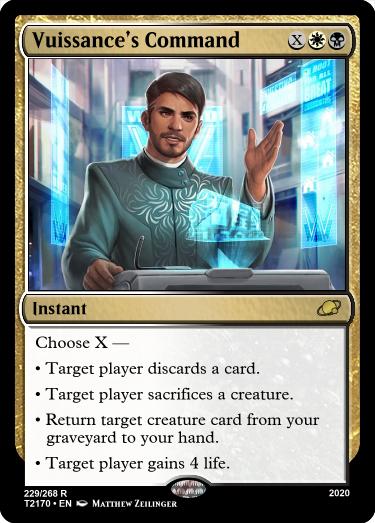 Vuissance's Command X
Instant
Choose X —
• Target player discards a card.
• Target player sacrifices a creature.
• Return target creature card from your
graveyard to your hand.
• Target player gains 4 life.
229/268 R 2020
T2170 • EN Matthew Zeilinger